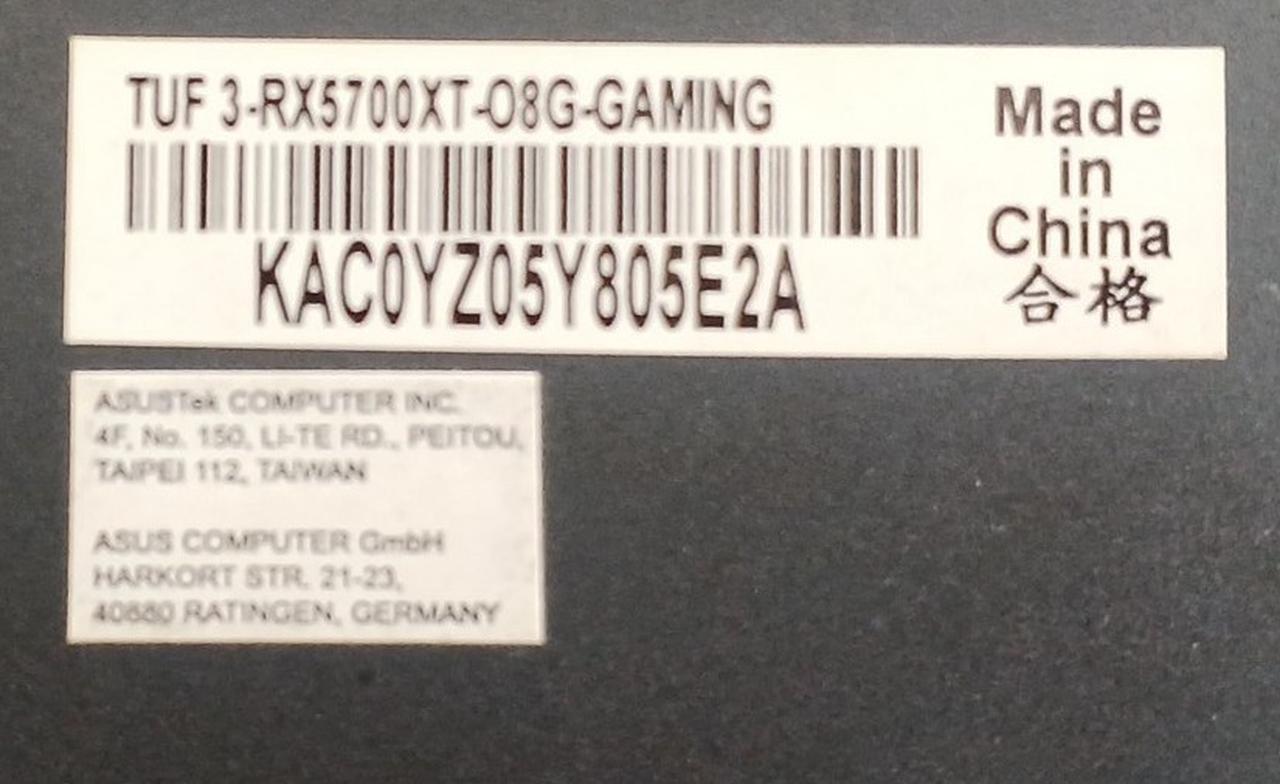 TUF 3-RX5700XT-O8G-GAMING
KAC0YZ05Y805E2A
Made
in
China
合格
ASUSTek COMPUTER INC.
4F, No. 150, LI-TE RD., PEITOU,
TAIPEI 112, TAIWAN
ASUS COMPUTER GmbH
HARKORT STR. 21-23,
40880 RATINGEN, GERMANY